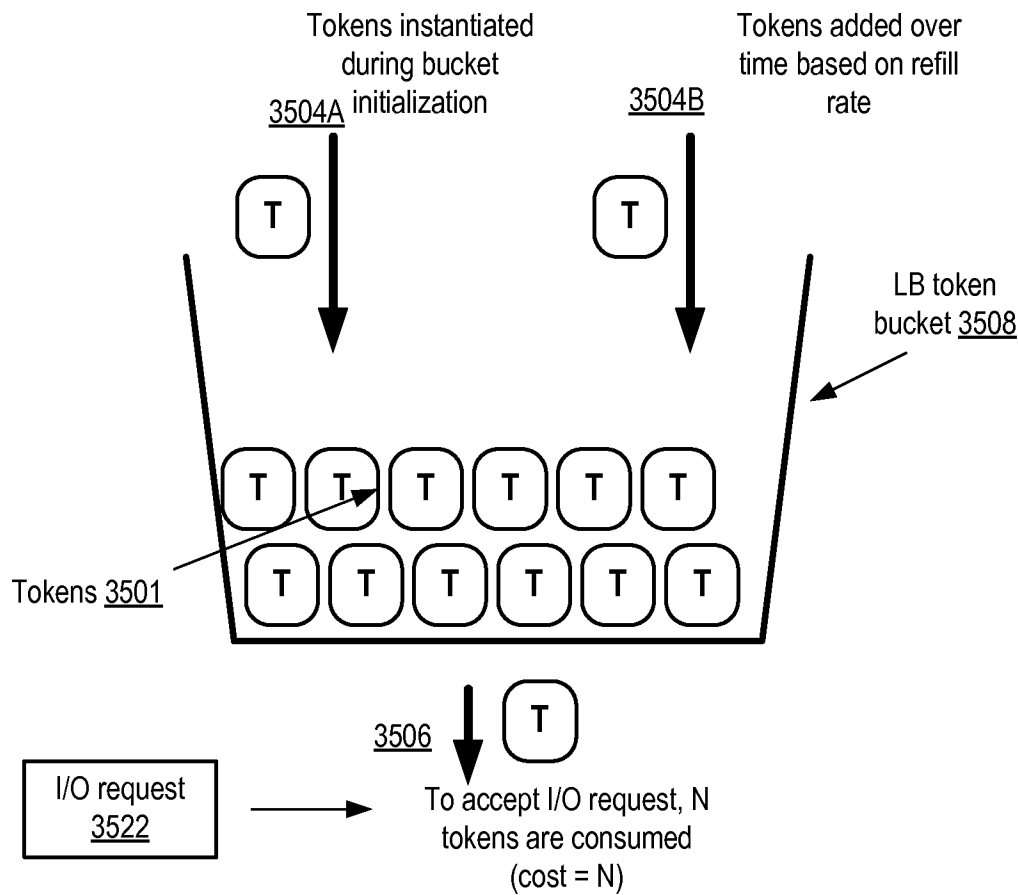 Tokens instantiated
during bucket
initialization
3504A
Tokens added over
time based on refill
rate
3504B
T
T
LB token
bucket 3508
T T T T T T
T T T T T T
Tokens 3501
T
3506
I/O request
3522
To accept I/O request, N
tokens are consumed
(cost = N)